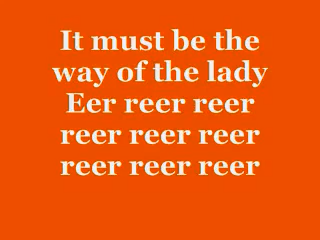 It must be the
way of the lady
Eer reer reer
reer reer reer
reer reer reer